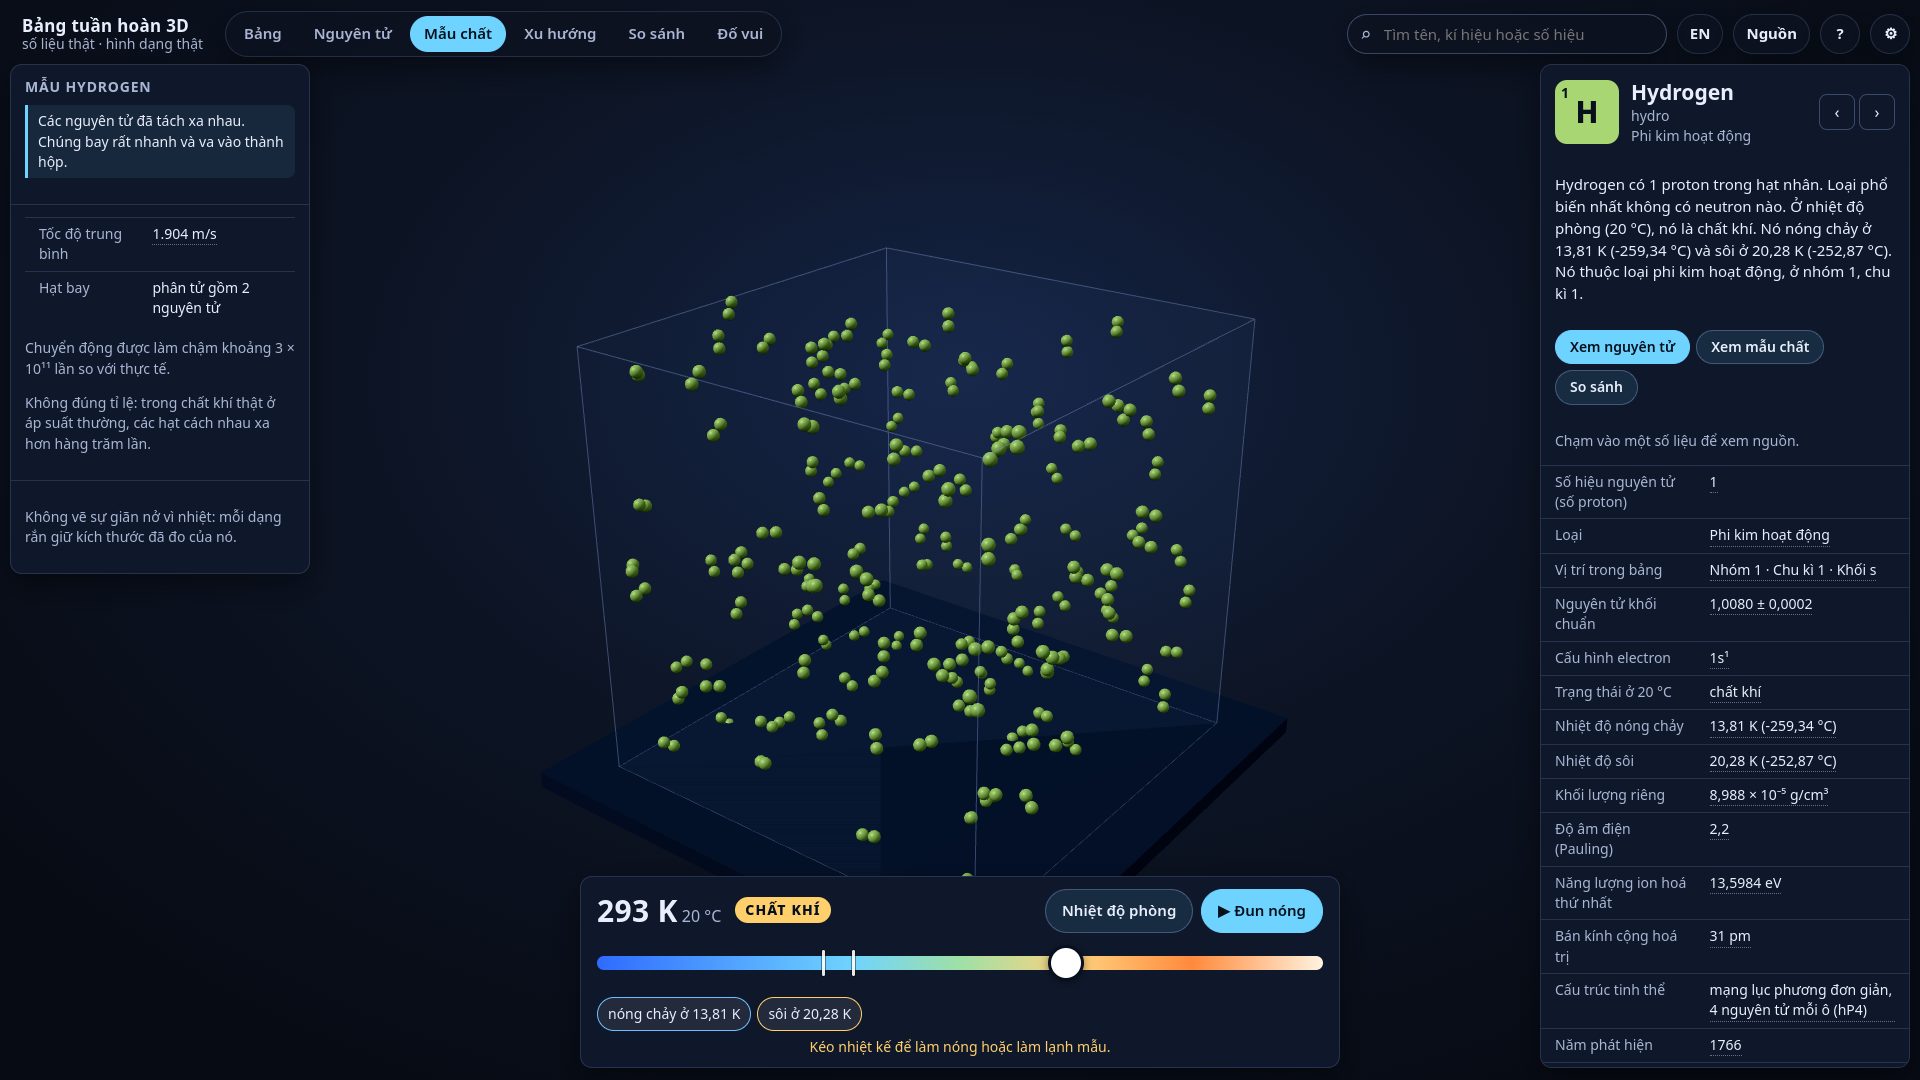 Bảng tuần hoàn 3D
số liệu thật · hình dạng thật
Bảng
Nguyên tử
Mẫu chất
Xu hướng
So sánh
Đố vui
Tìm tên, kí hiệu hoặc số hiệu
EN
Nguồn
?
MẪU HYDROGEN
Các nguyên tử đã tách xa nhau.
Chúng bay rất nhanh và va vào thành
hộp.
Tốc độ trung
bình
1.904 m/s
Hạt bay
phân tử gồm 2
nguyên tử
Chuyển động được làm chậm khoảng 3 ×
10¹¹ lần so với thực tế.
Không đúng tỉ lệ: trong chất khí thật ở
áp suất thường, các hạt cách nhau xa
hơn hàng trăm lần.
Không vẽ sự giãn nở vì nhiệt: mỗi dạng
rắn giữ kích thước đã đo của nó.
293 K 20 °C
CHẤT KHÍ
Nhiệt độ phòng
▶ Đun nóng
nóng chảy ở 13,81 K
sôi ở 20,28 K
Kéo nhiệt kế để làm nóng hoặc làm lạnh mẫu.
1
H
Hydrogen
hydro
Phi kim hoạt động
‹
›
Hydrogen có 1 proton trong hạt nhân. Loại phổ
biến nhất không có neutron nào. Ở nhiệt độ
phòng (20 °C), nó là chất khí. Nó nóng chảy ở
13,81 K (-259,34 °C) và sôi ở 20,28 K (-252,87 °C).
Nó thuộc loại phi kim hoạt động, ở nhóm 1, chu
kì 1.
Xem nguyên tử
Xem mẫu chất
So sánh
Chạm vào một số liệu để xem nguồn.
Số hiệu nguyên tử
(số proton)
1
Loại
Phi kim hoạt động
Vị trí trong bảng
Nhóm 1 · Chu kì 1 · Khối s
Nguyên tử khối
chuẩn
1,0080 ± 0,0002
Cấu hình electron
1s¹
Trạng thái ở 20 °C
chất khí
Nhiệt độ nóng chảy
13,81 K (-259,34 °C)
Nhiệt độ sôi
20,28 K (-252,87 °C)
Khối lượng riêng
8,988 × 10⁻⁵ g/cm³
Độ âm điện
(Pauling)
2,2
Năng lượng ion hoá
thứ nhất
13,5984 eV
Bán kính cộng hoá
trị
31 pm
Cấu trúc tinh thể
mạng lục phương đơn giản,
4 nguyên tử mỗi ô (hP4)
Năm phát hiện
1766